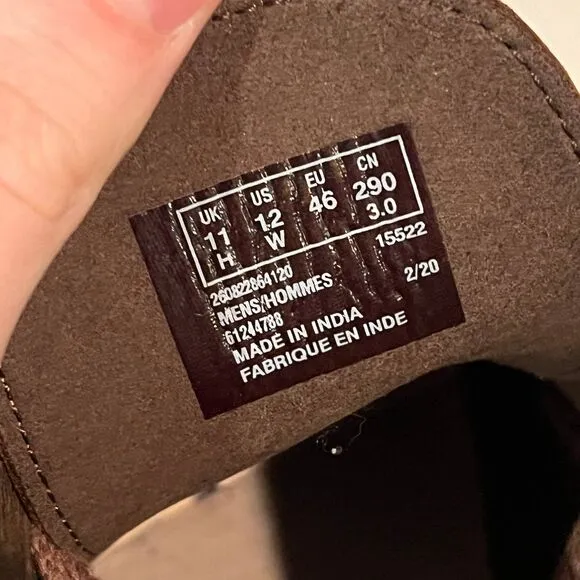 UK US EU CN
11 12 46 290
H W 3.0
260822864120 15522
MENS/HOMMES 2/20
61244788
MADE IN INDIA
FABRIQUE EN INDE